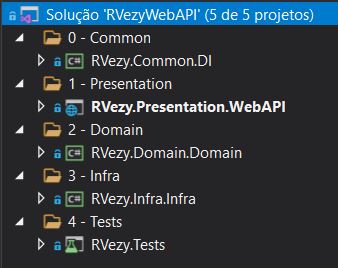 Solução 'RVezyWebAPI' (5 de 5 projetos)
0 - Common
C# RVezy.Common.DI
1 - Presentation
RVezy.Presentation.WebAPI
2 - Domain
C# RVezy.Domain.Domain
3 - Infra
C# RVezy.Infra.Infra
4 - Tests
RVezy.Tests